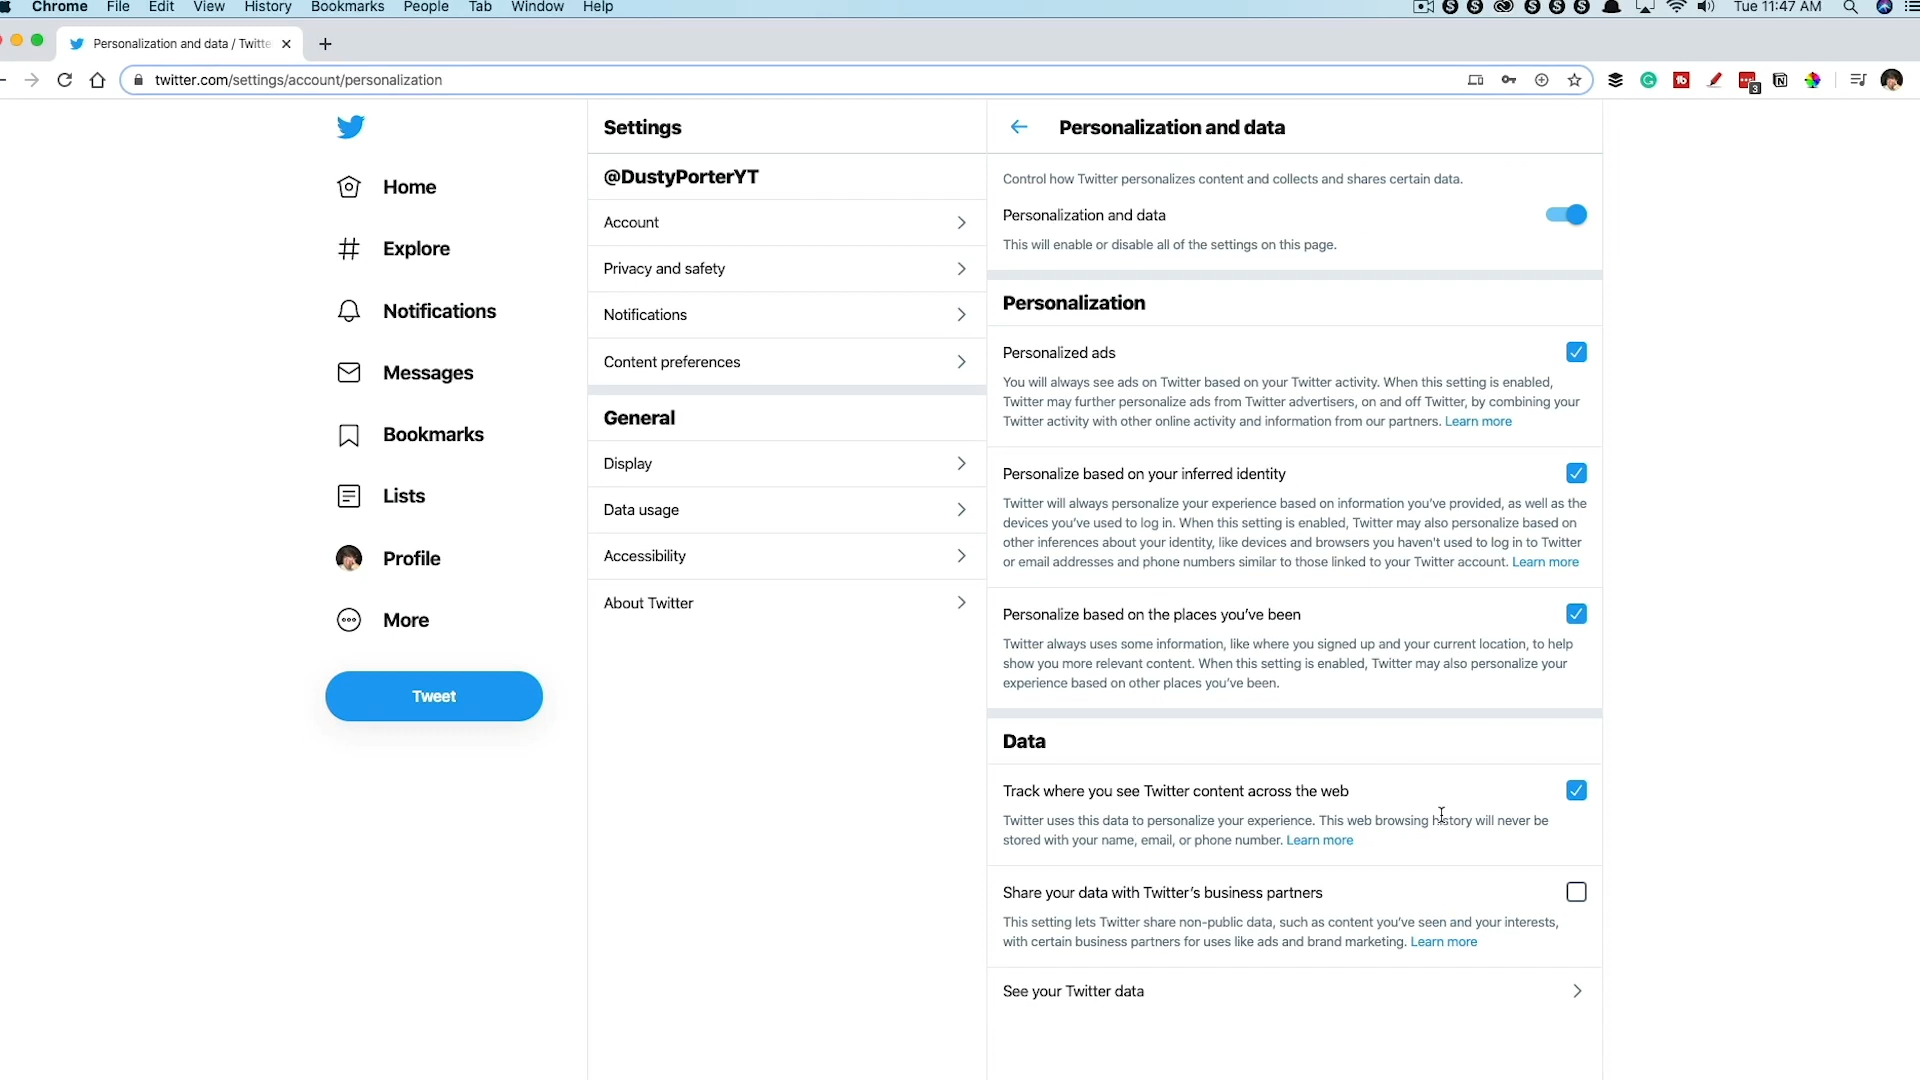 Chrome File Edit View History Bookmarks People Tab Window Help Tue 11:47 AM
Personalization and data / Twitte
twitter.com/settings/account/personalization
3
Home
Explore
Notifications
Messages
Bookmarks
Lists
Profile
More
Tweet
Settings
@DustyPorterYT
Account
Privacy and safety
Notifications
Content preferences
General
Display
Data usage
Accessibility
About Twitter
Personalization and data
Control how Twitter personalizes content and collects and shares certain data.
Personalization and data
This will enable or disable all of the settings on this page.
Personalization
Personalized ads
You will always see ads on Twitter based on your Twitter activity. When this setting is enabled,
Twitter may further personalize ads from Twitter advertisers, on and off Twitter, by combining your
Twitter activity with other online activity and information from our partners. Learn more
Personalize based on your inferred identity
Twitter will always personalize your experience based on information you've provided, as well as the
devices you've used to log in. When this setting is enabled, Twitter may also personalize based on
other inferences about your identity, like devices and browsers you haven't used to log in to Twitter
or email addresses and phone numbers similar to those linked to your Twitter account. Learn more
Personalize based on the places you've been
Twitter always uses some information, like where you signed up and your current location, to help
show you more relevant content. When this setting is enabled, Twitter may also personalize your
experience based on other places you've been.
Data
Track where you see Twitter content across the web
Twitter uses this data to personalize your experience. This web browsing history will never be
stored with your name, email, or phone number. Learn more
Share your data with Twitter's business partners
This setting lets Twitter share non-public data, such as content you've seen and your interests,
with certain business partners for uses like ads and brand marketing. Learn more
See your Twitter data